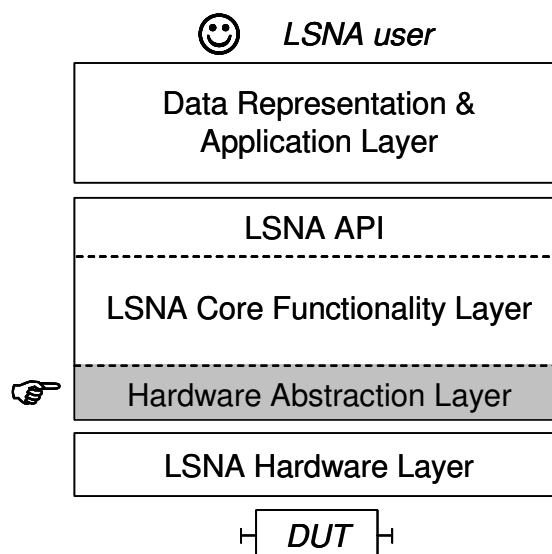 LSNA user
Data Representation &
Application Layer
LSNA API
LSNA Core Functionality Layer
Hardware Abstraction Layer
LSNA Hardware Layer
DUT